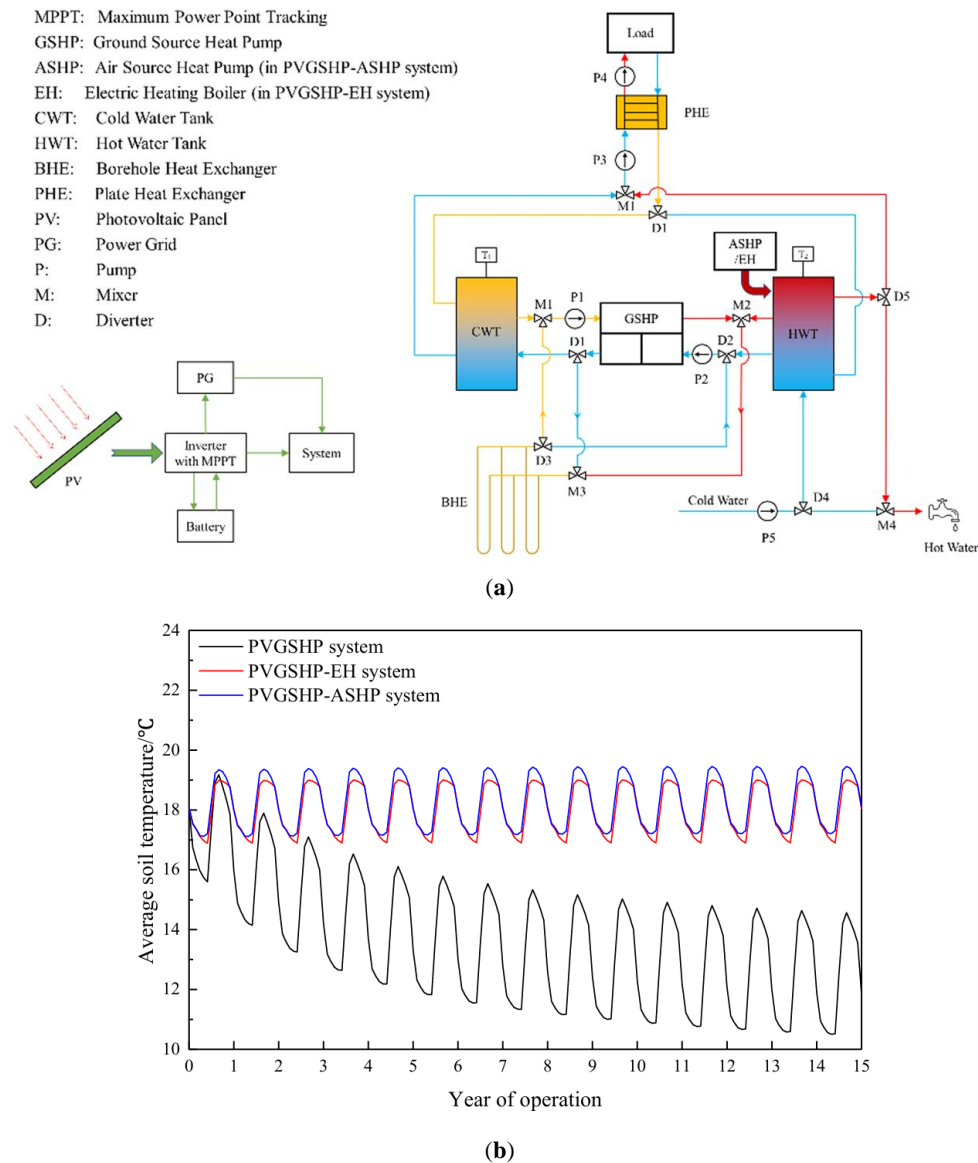 MPPT: Maximum Power Point Tracking
GSHP: Ground Source Heat Pump
ASHP: Air Source Heat Pump (in PVGSHP-ASHP system)
EH: Electric Heating Boiler (in PVGSHP-EH system)
CWT: Cold Water Tank
HWT: Hot Water Tank
BHE: Borehole Heat Exchanger
PHE: Plate Heat Exchanger
PV: Photovoltaic Panel
PG: Power Grid
P: Pump
M: Mixer
D: Diverter
Load
P4
PHE
P3
M1
D1
T1
ASHP
/EH
T2
M1
P1
GSHP
M2
D5
CWT
D1
D2
HWT
P2
PG
Inverter
with MPPT
System
PV
Battery
D3
M3
BHE
Cold Water
D4
P5
M4
Hot Water
(a)
24
22
20
18
16
14
12
10
PVGSHP system
PVGSHP-EH system
PVGSHP-ASHP system
Average soil temperature/℃
0 1 2 3 4 5 6 7 8 9 10 11 12 13 14 15
Year of operation
(b)